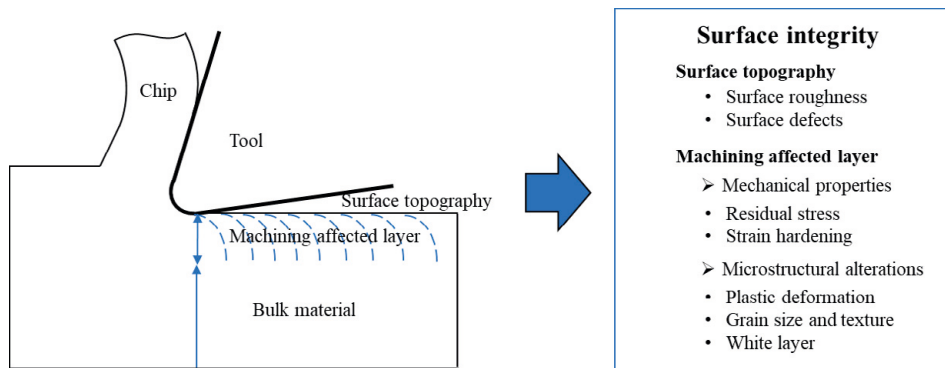 Chip
Tool
Surface topography
Machining affected layer
Bulk material
Surface integrity
Surface topography
• Surface roughness
• Surface defects
Machining affected layer
➢ Mechanical properties
• Residual stress
• Strain hardening
➢ Microstructural alterations
• Plastic deformation
• Grain size and texture
• White layer